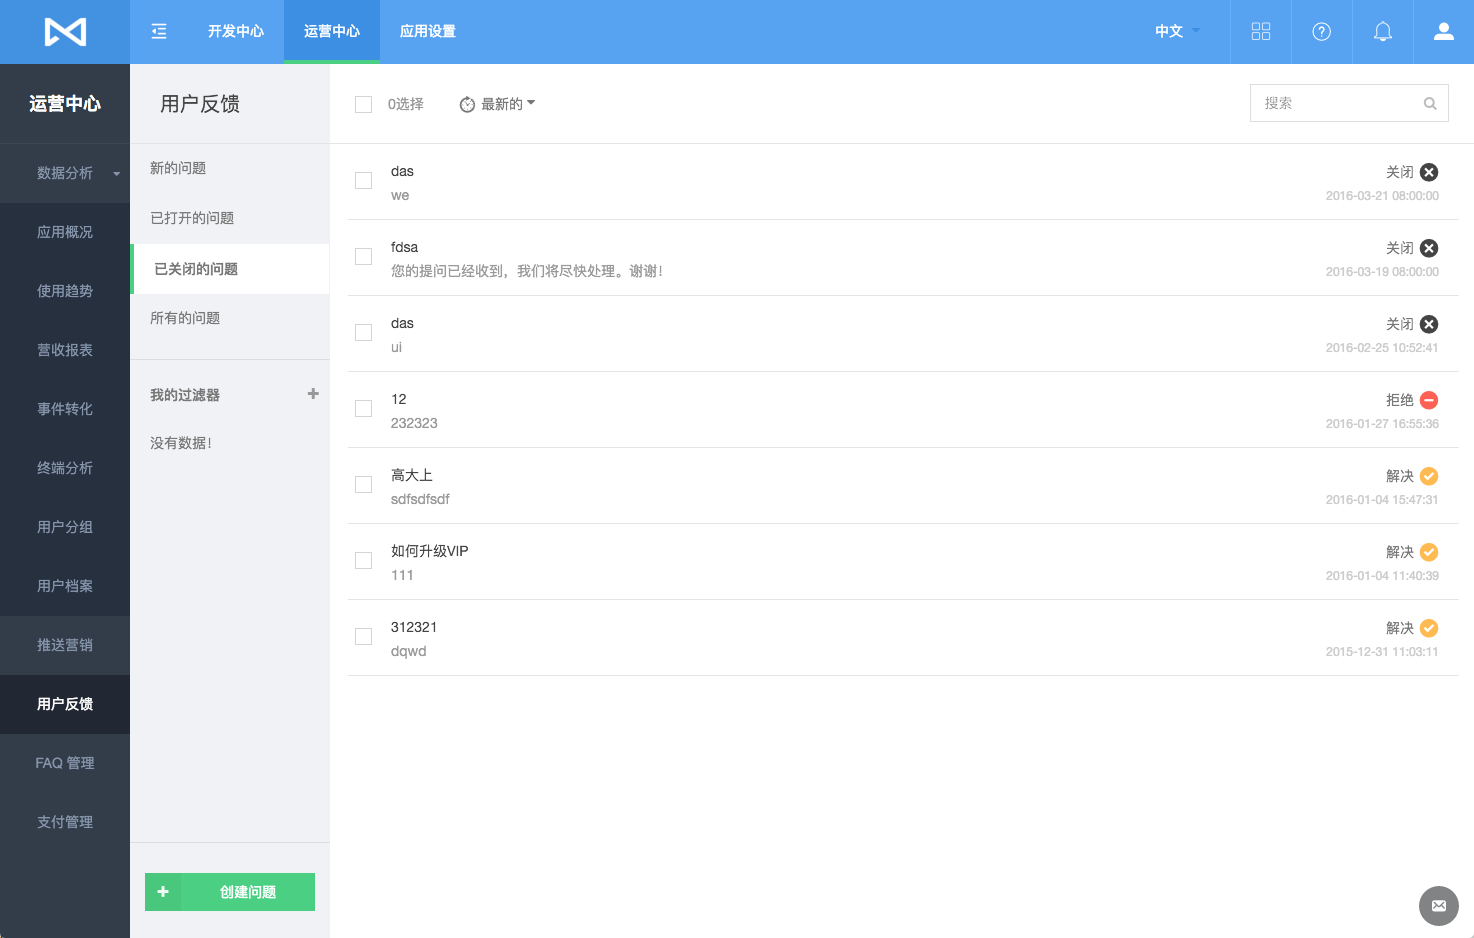 开发中心
运营中心
应用设置
中文
运营中心
数据分析
应用概况
使用趋势
营收报表
事件转化
终端分析
用户分组
用户档案
推送营销
用户反馈
FAQ 管理
支付管理
用户反馈
新的问题
已打开的问题
已关闭的问题
所有的问题
我的过滤器
没有数据!
创建问题
0选择
最新的
搜索
das
关闭
we
2016-03-21 08:00:00
fdsa
关闭
您的提问已经收到，我们将尽快处理。谢谢!
2016-03-19 08:00:00
das
关闭
ui
2016-02-25 10:52:41
12
拒绝
232323
2016-01-27 16:55:36
高大上
解决
sdfsdfsdf
2016-01-04 15:47:31
如何升级VIP
解决
111
2016-01-04 11:40:39
312321
解决
dqwd
2015-12-31 11:03:11